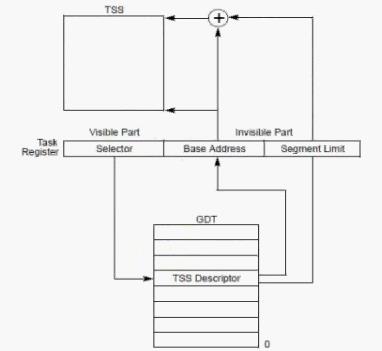 TSS
+
Visible Part
Invisible Part
Task
Register
Selector
Base Address
Segment Limit
GDT
TSS Descriptor
0